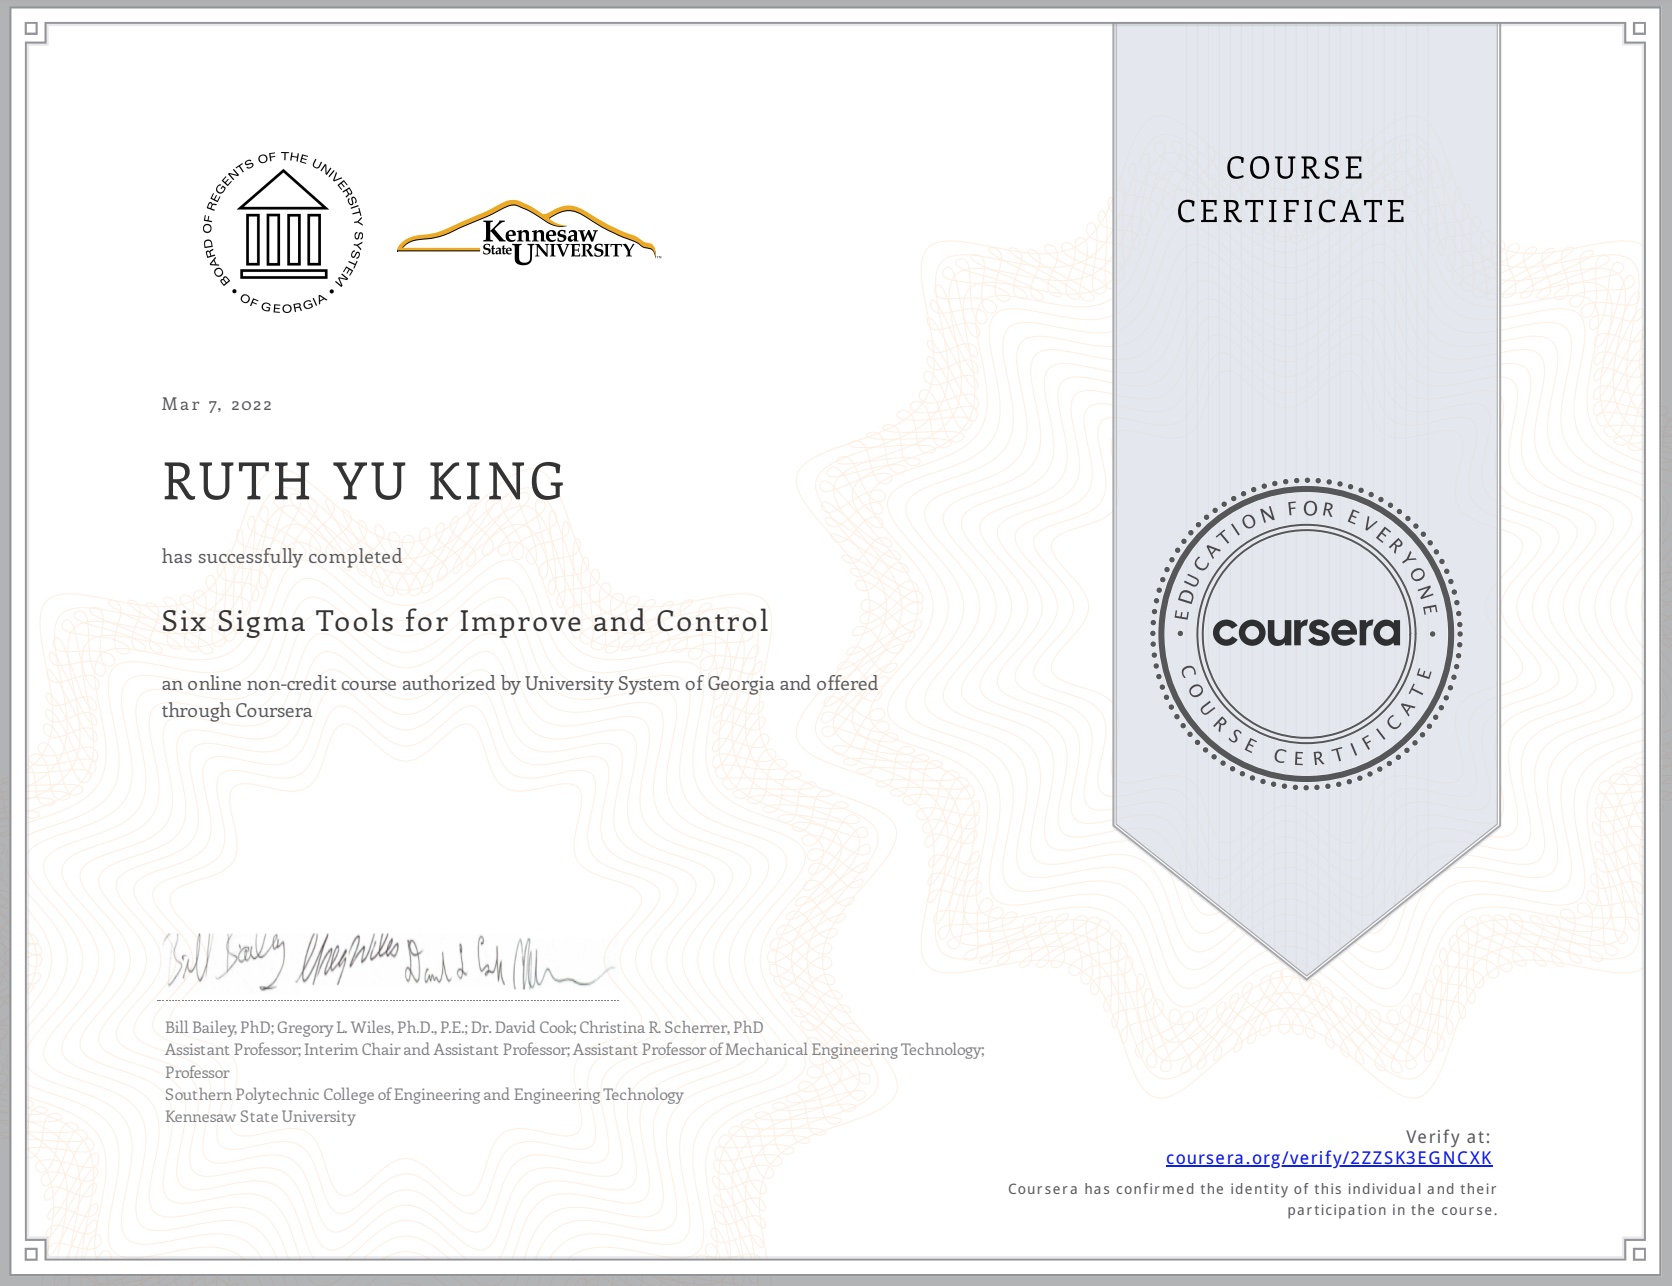 BOARD OF REGENTS OF THE UNIVERSITY SYSTEM
• OF GEORGIA •
Kennesaw
State UNIVERSITY
COURSE
CERTIFICATE
Mar 7, 2022
RUTH YU KING
has successfully completed
Six Sigma Tools for Improve and Control
an online non-credit course authorized by University System of Georgia and offered
through Coursera
• EDUCATION FOR EVERYONE •
coursera
COURSE CERTIFICATE
Bill Bailey Greg Wiles David L Cook
Bill Bailey, PhD; Gregory L. Wiles, Ph.D., P.E.; Dr. David Cook; Christina R. Scherrer, PhD
Assistant Professor; Interim Chair and Assistant Professor; Assistant Professor of Mechanical Engineering Technology;
Professor
Southern Polytechnic College of Engineering and Engineering Technology
Kennesaw State University
Verify at:
coursera.org/verify/2ZZSK3EGNCXK
Coursera has confirmed the identity of this individual and their
participation in the course.